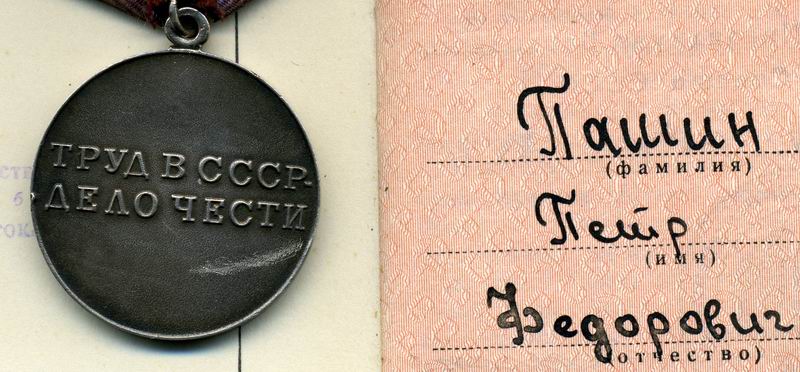 ТРУД В СССР-
ДЕЛО ЧЕСТИ
Пашин
(фамилия)
Петр
(имя)
Федорович
(отчество)